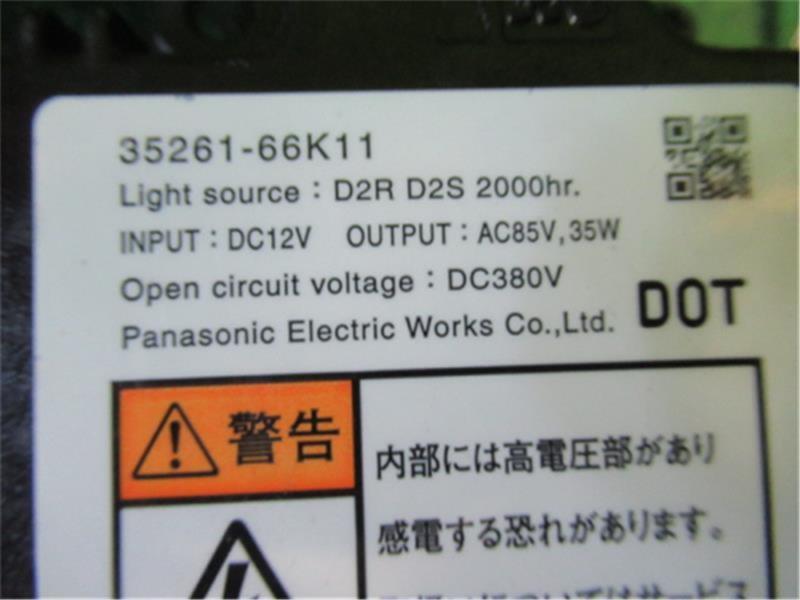 35261-66K11
Light source : D2R D2S 2000hr.
INPUT : DC12V OUTPUT : AC85V,35W
Open circuit voltage : DC380V
DOT
Panasonic Electric Works Co.,Ltd.
警告
内部には高電圧部があり
感電する恐れがあります。